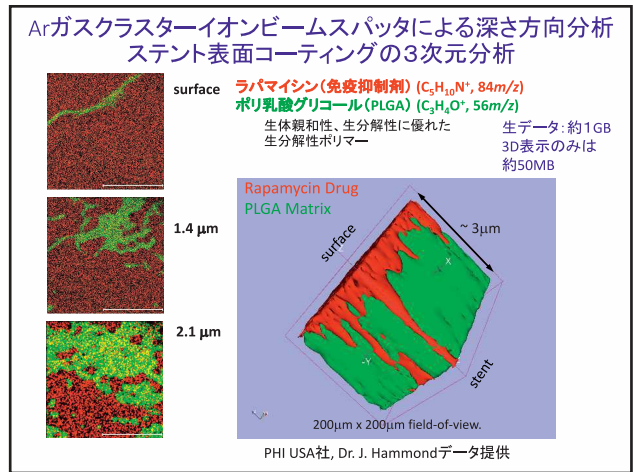 Arガスクラスターイオンビームスパッタによる深さ方向分析
ステント表面コーティングの３次元分析
surface
ラパマイシン（免疫抑制剤） (C5H10N+, 84m/z)
ポリ乳酸グリコール（PLGA） (C3H4O+, 56m/z)
生体親和性、生分解性に優れた
生分解性ポリマー
生データ：約１GB
3D表示のみは
約50MB
1.4 μm
2.1 μm
Rapamycin Drug
PLGA Matrix
surface
~ 3μm
X
-Y
stent
200μm x 200μm field-of-view.
PHI USA社, Dr. J. Hammondデータ提供